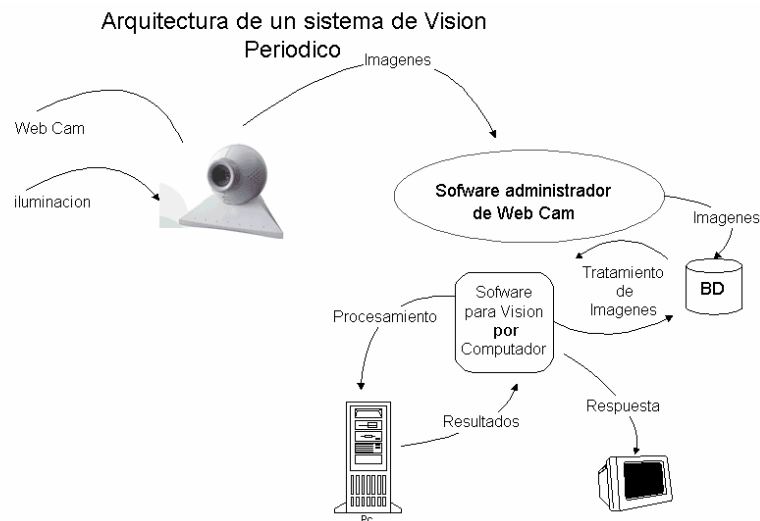 Arquitectura de un sistema de Vision
Periodico
Imagenes
Web Cam
iluminacion
Sofware administrador
de Web Cam
Imagenes
BD
Tratamiento
de
Imagenes
Sofware
para Vision
por
Computador
Procesamiento
Resultados
Respuesta
Pc